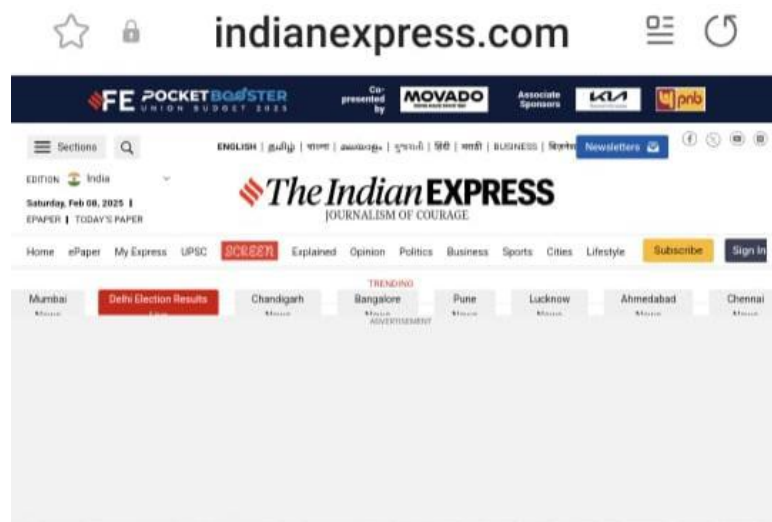 indianexpress.com
FE POCKET BOOSTER
UNION BUDGET 2025
Co-
presented
by
MOVADO
Associate
Sponsors
KIA
pnb
Sections
ENGLISH | தமிழ் | বাংলা | മലയാളം | ગુજરાતી | हिंदी | मराठी | BUSINESS | बिज़नेस
Newsletters
EDITION India
Saturday, Feb 08, 2025 |
EPAPER | TODAY'S PAPER
The Indian EXPRESS
JOURNALISM OF COURAGE
Home ePaper My Express UPSC SCREEN Explained Opinion Politics Business Sports Cities Lifestyle Subscribe Sign In
TRENDING
Mumbai Delhi Election Results Chandigarh Bangalore Pune Lucknow Ahmedabad Chennai
ADVERTISEMENT